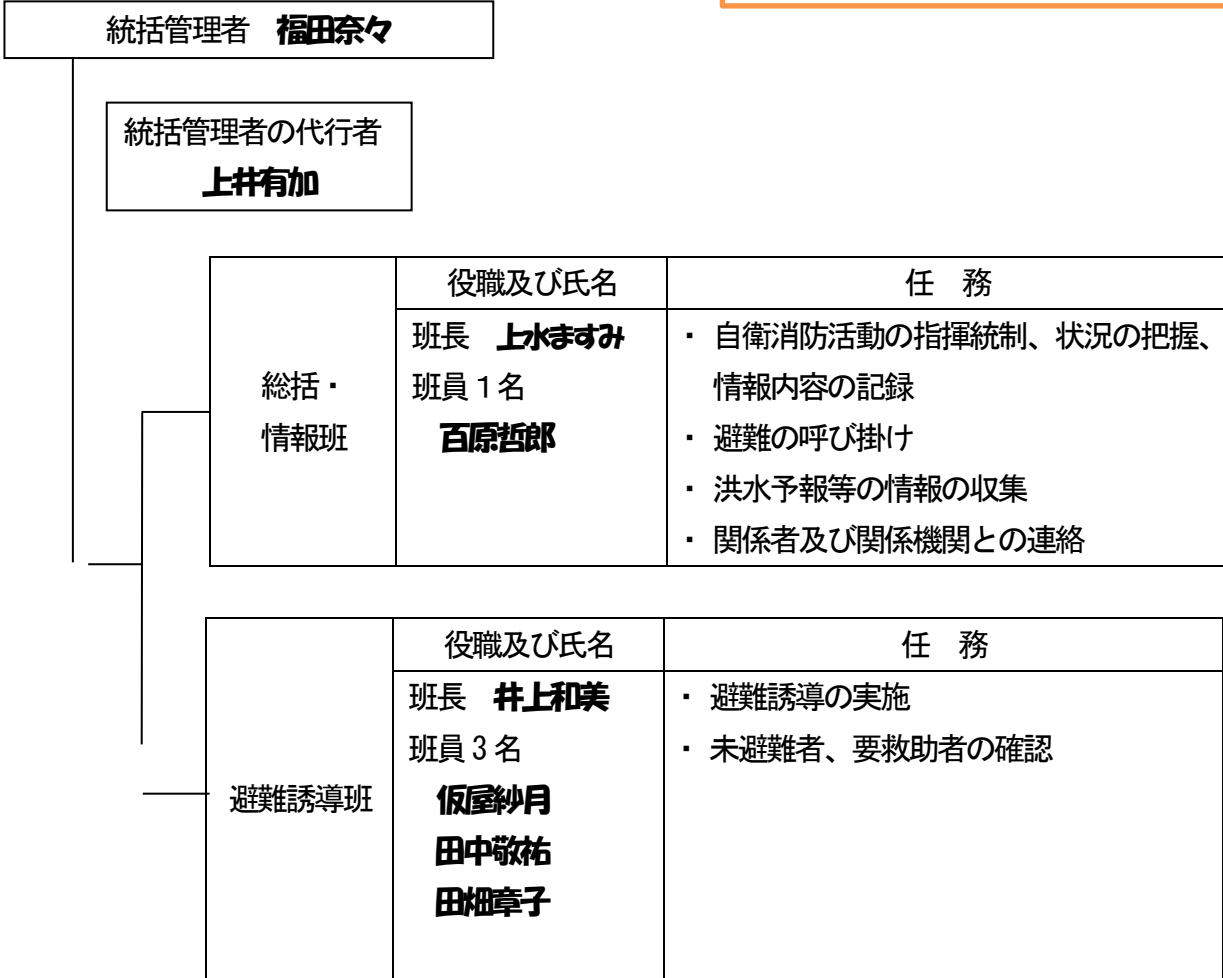 統括管理者 福田奈々
統括管理者の代行者
上井有加
総括・
情報班
役職及び氏名
班長 上水ますみ
班員1名
百原哲郎
任 務
・ 自衛消防活動の指揮統制、状況の把握、
情報内容の記録
・ 避難の呼び掛け
・ 洪水予報等の情報の収集
・ 関係者及び関係機関との連絡
避難誘導班
役職及び氏名
班長 井上和美
班員3名
仮屋紗月
田中敬祐
田畑章子
任 務
・ 避難誘導の実施
・ 未避難者、要救助者の確認